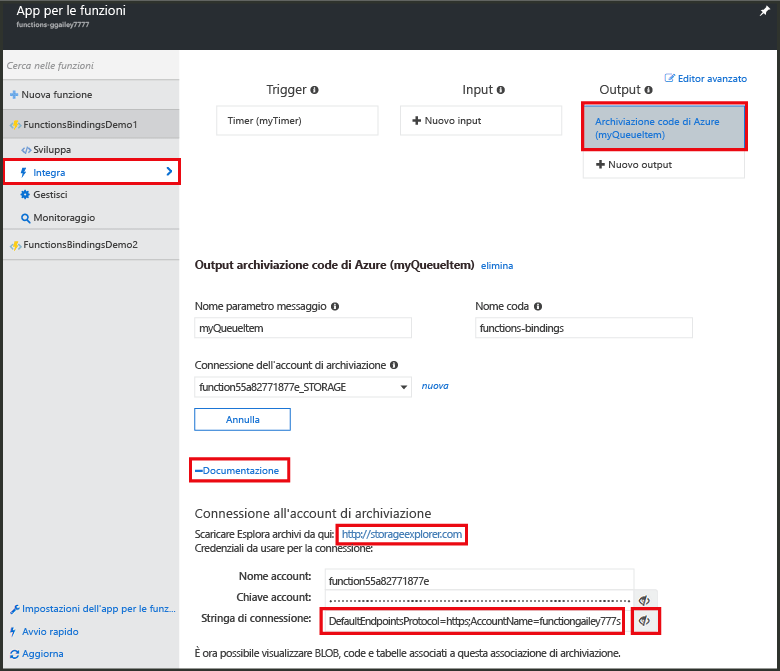 App per le funzioni
functions-ggailey7777
Cerca nelle funzioni
Nuova funzione
FunctionsBindingsDemo1
Sviluppa
Integra
Gestisci
Monitoraggio
FunctionsBindingsDemo2
Impostazioni dell'app per le funz...
Avvio rapido
Aggiorna
Editor avanzato
Trigger
Timer (myTimer)
Input
Nuovo input
Output
Archiviazione code di Azure
(myQueueItem)
Nuovo output
Output archiviazione code di Azure (myQueueItem) elimina
Nome parametro messaggio
myQueueItem
Nome coda
functions-bindings
Connessione dell'account di archiviazione
function55a82771877e_STORAGE
nuova
Annulla
Documentazione
Connessione all'account di archiviazione
Scaricare Esplora archivi da qui: http://storageexplorer.com
Credenziali da usare per la connessione:
Nome account: function55a82771877e
Chiave account:
Stringa di connessione: DefaultEndpointsProtocol=https;AccountName=functiongailey777s
È ora possibile visualizzare BLOB, code e tabelle associati a questa associazione di archiviazione.